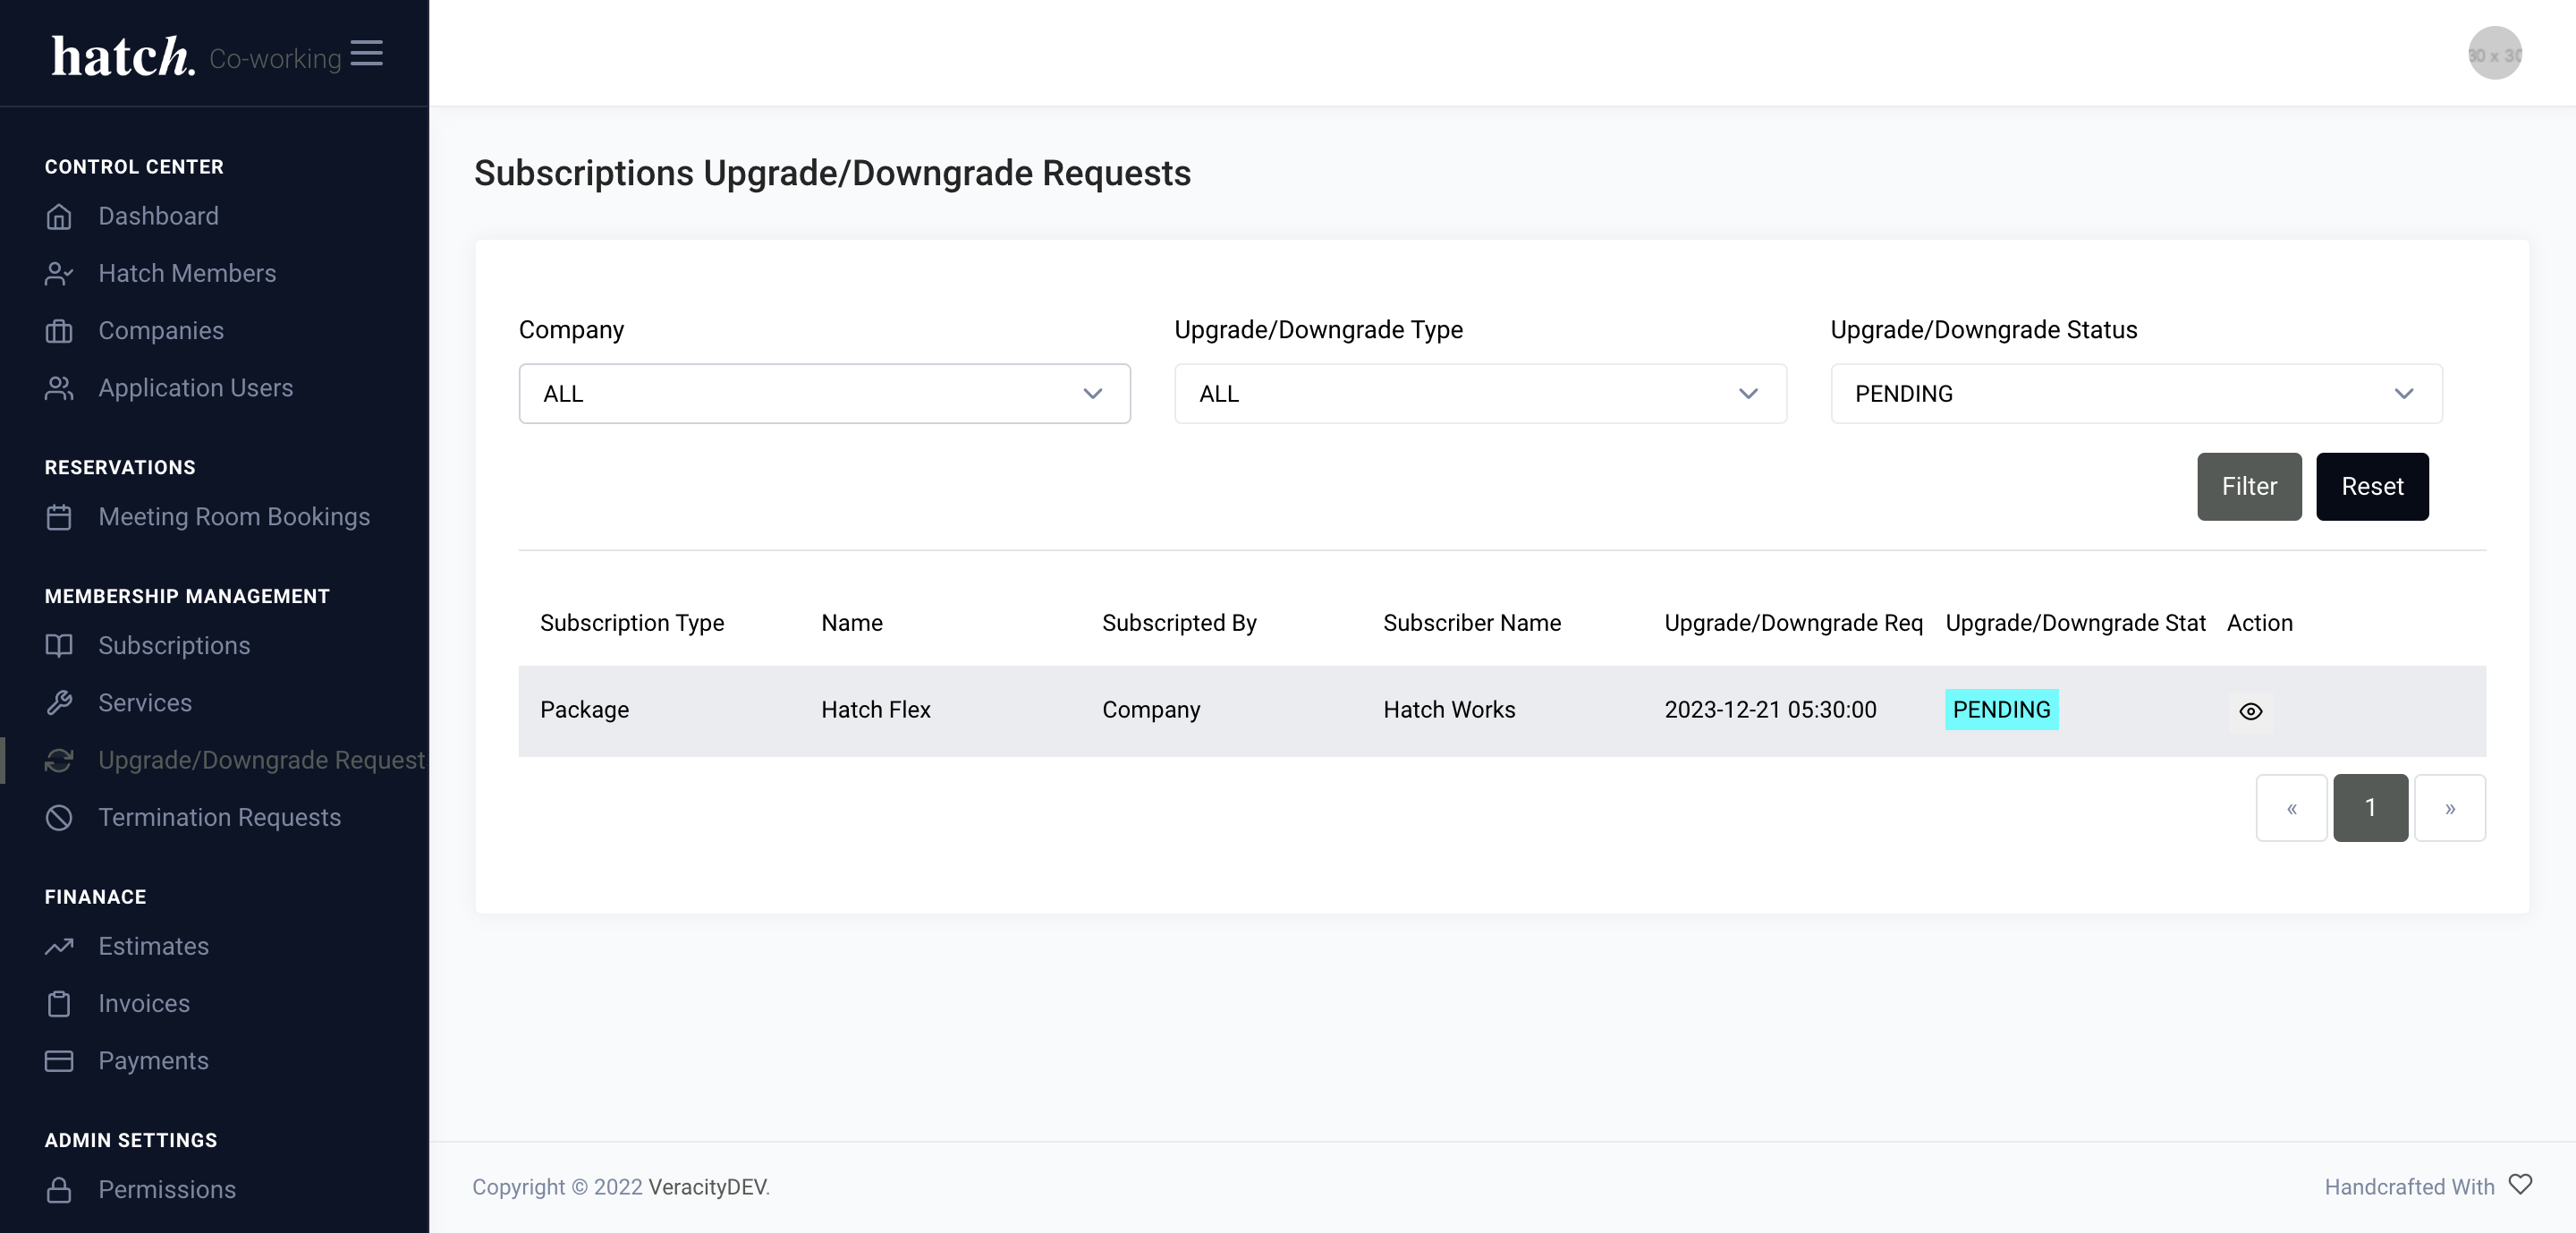 hatch. Co-working
30 x 30
CONTROL CENTER
Dashboard
Hatch Members
Companies
Application Users
RESERVATIONS
Meeting Room Bookings
MEMBERSHIP MANAGEMENT
Subscriptions
Services
Upgrade/Downgrade Request
Termination Requests
FINANACE
Estimates
Invoices
Payments
ADMIN SETTINGS
Permissions
Subscriptions Upgrade/Downgrade Requests
Company Upgrade/Downgrade Type Upgrade/Downgrade Status
ALL ALL PENDING
Filter Reset
Subscription Type Name Subscripted By Subscriber Name Upgrade/Downgrade Req Upgrade/Downgrade Stat Action
Package Hatch Flex Company Hatch Works 2023-12-21 05:30:00 PENDING
« 1 »
Copyright © 2022 VeracityDEV. Handcrafted With